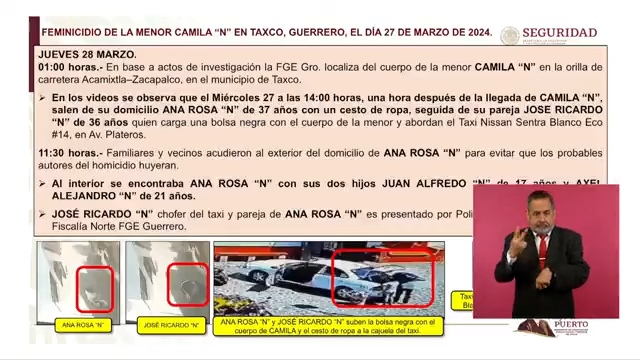 FEMINICIDIO DE LA MENOR CAMILA “N” EN TAXCO, GUERRERO, EL DÍA 27 DE MARZO DE 2024.
SEGURIDAD
JUEVES 28 MARZO.
01:00 horas.- En base a actos de investigación la FGE Gro. localiza del cuerpo de la menor CAMILA “N” en la orilla de
carretera Acamixtla–Zacapalco, en el municipio de Taxco.
➤ En los videos se observa que el Miércoles 27 a las 14:00 horas, una hora después de la llegada de CAMILA “N”,
salen de su domicilio ANA ROSA “N” de 37 años con un cesto de ropa, seguida de su pareja JOSE RICARDO
“N” de 36 años quien carga una bolsa negra con el cuerpo de la menor y abordan el Taxi Nissan Sentra Blanco Eco
#14, en Av. Plateros.
11:30 horas.- Familiares y vecinos acudieron al exterior del domicilio de ANA ROSA “N” para evitar que los probables
autores del homicidio huyeran.
➤ Al interior se encontraba ANA ROSA “N” con sus dos hijos JUAN ALFREDO “N” de 17 años y AXEL
ALEJANDRO “N” de 21 años.
➤ JOSÉ RICARDO “N” chofer del taxi y pareja de ANA ROSA “N” es presentado por Poli
Fiscalía Norte FGE Guerrero.
ANA ROSA “N”
JOSÉ RICARDO “N”
ANA ROSA “N” y JOSÉ RICARDO “N” suben la bolsa negra con el
cuerpo de CAMILA y el cesto de ropa a la cajuela del taxi.
Taxi
Bla
PUERTO